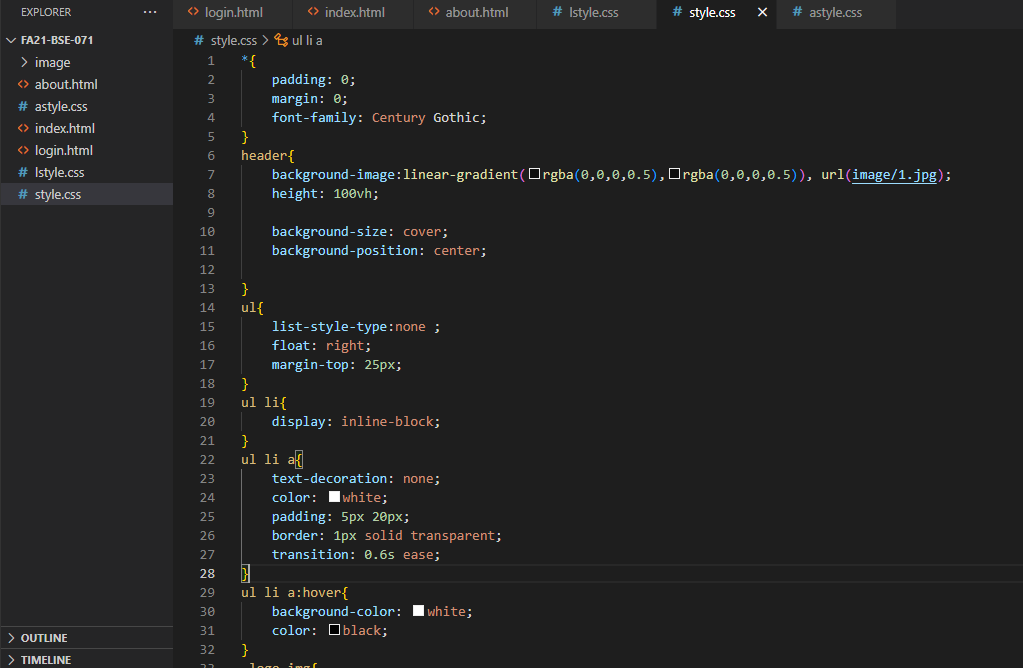 EXPLORER ···
login.html index.html about.html lstyle.css style.css astyle.css
FA21-BSE-071
image
about.html
astyle.css
index.html
login.html
lstyle.css
style.css
OUTLINE
TIMELINE
# style.css > ul li a
1 *{
2 padding: 0;
3 margin: 0;
4 font-family: Century Gothic;
5 }
6 header{
7 background-image:linear-gradient(rgba(0,0,0,0.5),rgba(0,0,0,0.5)), url(image/1.jpg);
8 height: 100vh;
9
10 background-size: cover;
11 background-position: center;
12
13 }
14 ul{
15 list-style-type:none ;
16 float: right;
17 margin-top: 25px;
18 }
19 ul li{
20 display: inline-block;
21 }
22 ul li a{
23 text-decoration: none;
24 color: white;
25 padding: 5px 20px;
26 border: 1px solid transparent;
27 transition: 0.6s ease;
28 }
29 ul li a:hover{
30 background-color: white;
31 color: black;
32 }
33 .logo img{